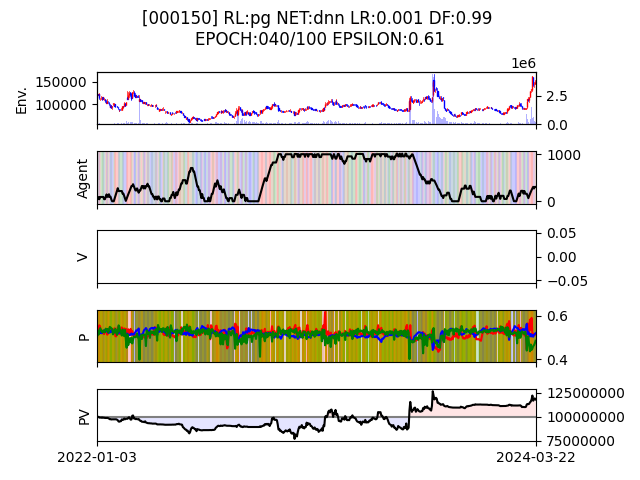 [000150] RL:pg NET:dnn LR:0.001 DF:0.99
EPOCH:040/100 EPSILON:0.61
1e6
Env.
150000
100000
2.5
0.0
Agent
1000
0
V
0.05
0.00
−0.05
P
0.6
0.4
PV
125000000
100000000
75000000
2022-01-03
2024-03-22